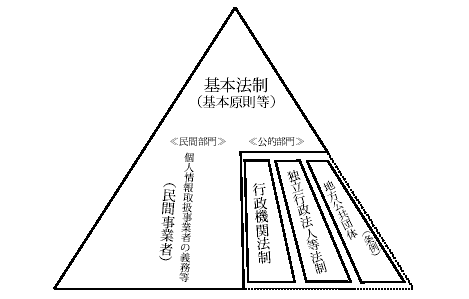 基本法制
（基本原則等）
≪民間部門≫
≪公的部門≫
個人情報取扱事業者の義務等
（民間事業者）
行政機関法制
独立行政法人等法制
地方公共団体
（条例）